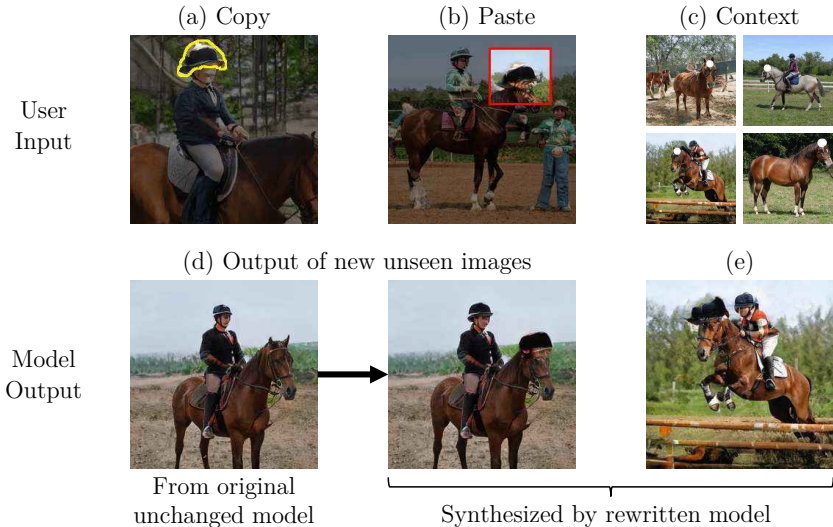 (a) Copy
(b) Paste
(c) Context
User
Input
(d) Output of new unseen images
(e)
Model
Output
From original
unchanged model
Synthesized by rewritten model